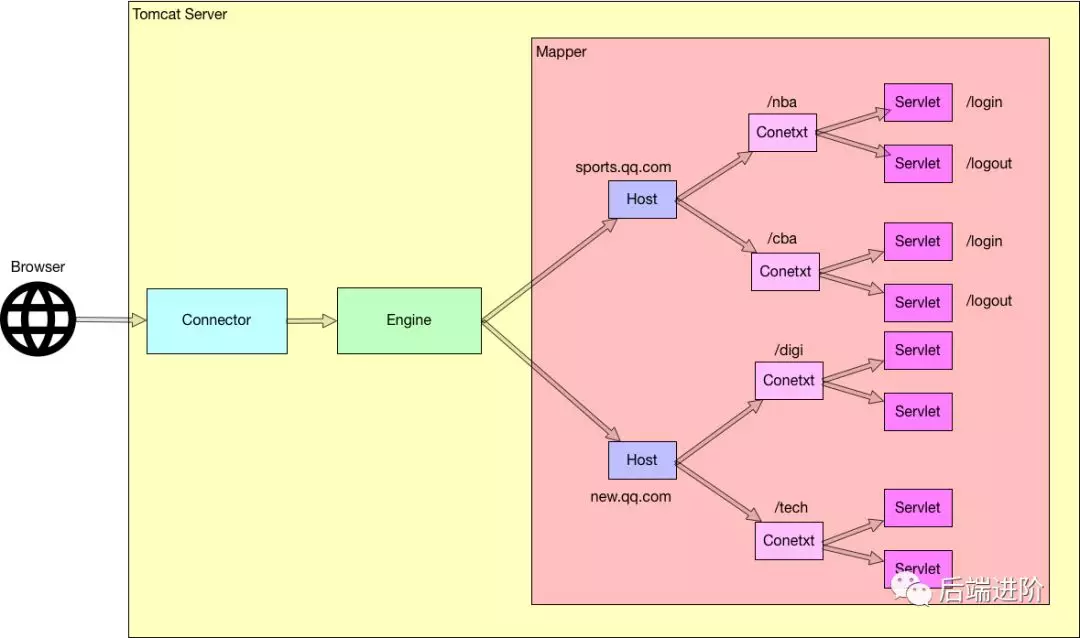 Tomcat Server
Mapper
/nba
Servlet
/login
Conetxt
Servlet
/logout
sports.qq.com
Host
/cba
Servlet
/login
Conetxt
Servlet
/logout
Browser
Connector
Engine
/digi
Servlet
Conetxt
Servlet
Host
new.qq.com
/tech
Servlet
Conetxt
Servlet
后端进阶